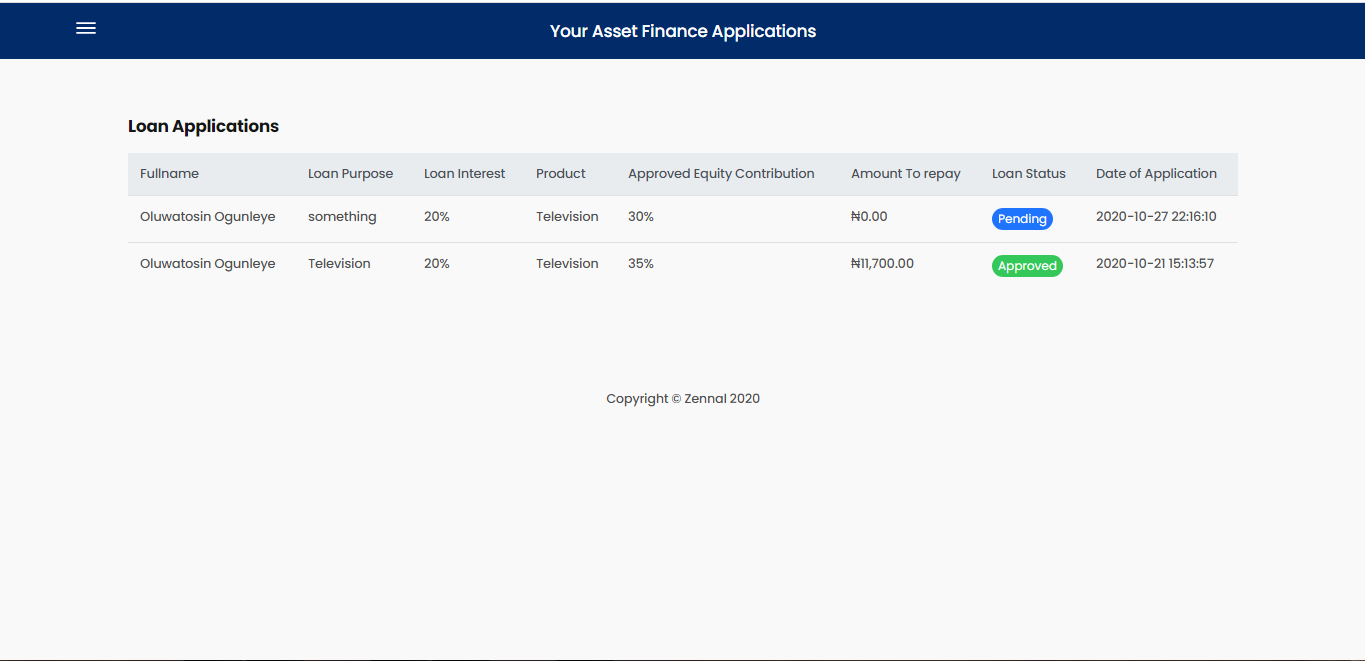 Your Asset Finance Applications
Loan Applications
Fullname Loan Purpose Loan Interest Product Approved Equity Contribution Amount To repay Loan Status Date of Application
Oluwatosin Ogunleye something 20% Television 30% ₦0.00 Pending 2020-10-27 22:16:10
Oluwatosin Ogunleye Television 20% Television 35% ₦11,700.00 Approved 2020-10-21 15:13:57
Copyright © Zennal 2020